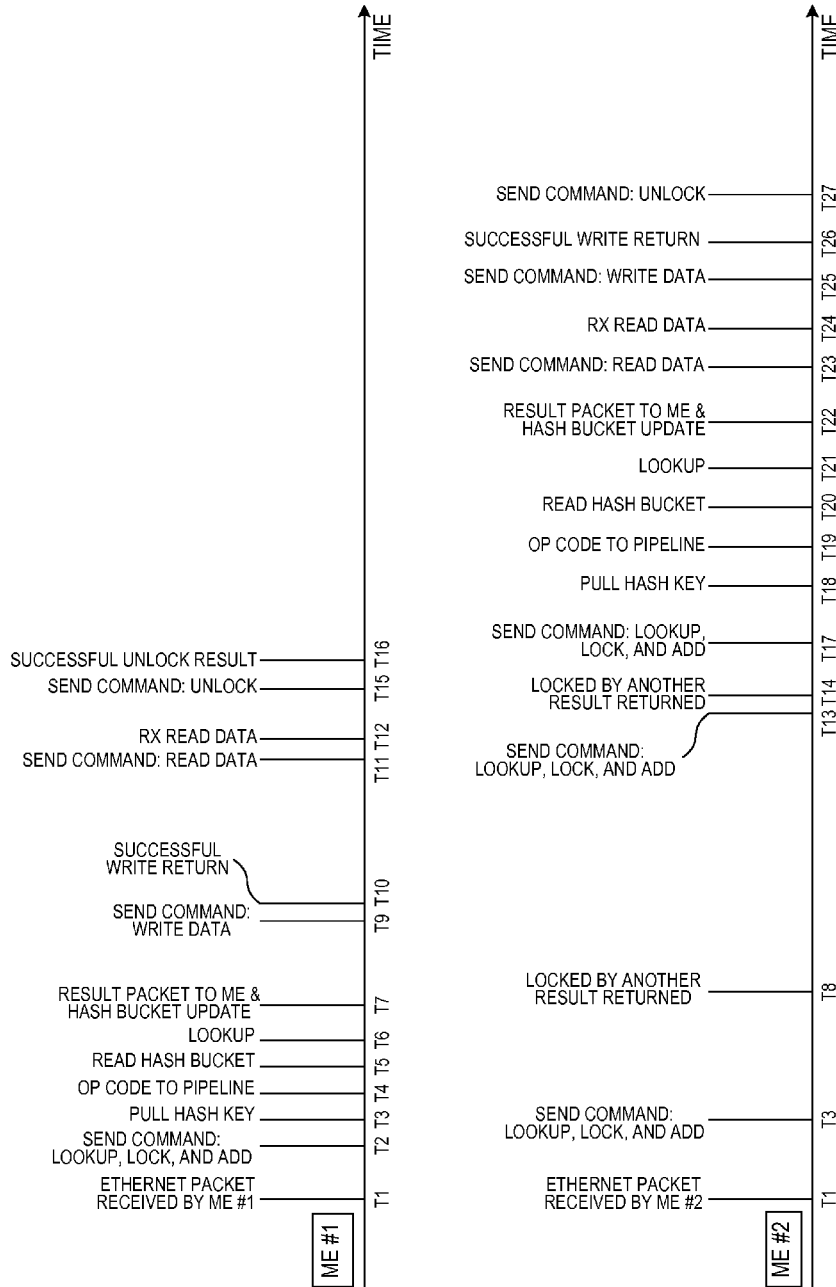 TIME
SUCCESSFUL UNLOCK RESULT
T16
SEND COMMAND: UNLOCK
T15
RX READ DATA
T12
SEND COMMAND: READ DATA
T11
SUCCESSFUL
WRITE RETURN
T10
SEND COMMAND:
WRITE DATA
T9
RESULT PACKET TO ME &
HASH BUCKET UPDATE
T7
LOOKUP
T6
READ HASH BUCKET
T5
OP CODE TO PIPELINE
T4
PULL HASH KEY
T3
SEND COMMAND:
LOOKUP, LOCK, AND ADD
T2
ETHERNET PACKET
RECEIVED BY ME #1
T1
ME #1
TIME
SEND COMMAND: UNLOCK
T27
SUCCESSFUL WRITE RETURN
T26
SEND COMMAND: WRITE DATA
T25
RX READ DATA
T24
SEND COMMAND: READ DATA
T23
RESULT PACKET TO ME &
HASH BUCKET UPDATE
T22
LOOKUP
T21
READ HASH BUCKET
T20
OP CODE TO PIPELINE
T19
PULL HASH KEY
T18
SEND COMMAND: LOOKUP,
LOCK, AND ADD
T17
LOCKED BY ANOTHER
RESULT RETURNED
T14
SEND COMMAND:
LOOKUP, LOCK, AND ADD
T13
LOCKED BY ANOTHER
RESULT RETURNED
T8
SEND COMMAND:
LOOKUP, LOCK, AND ADD
T3
ETHERNET PACKET
RECEIVED BY ME #2
T1
ME #2